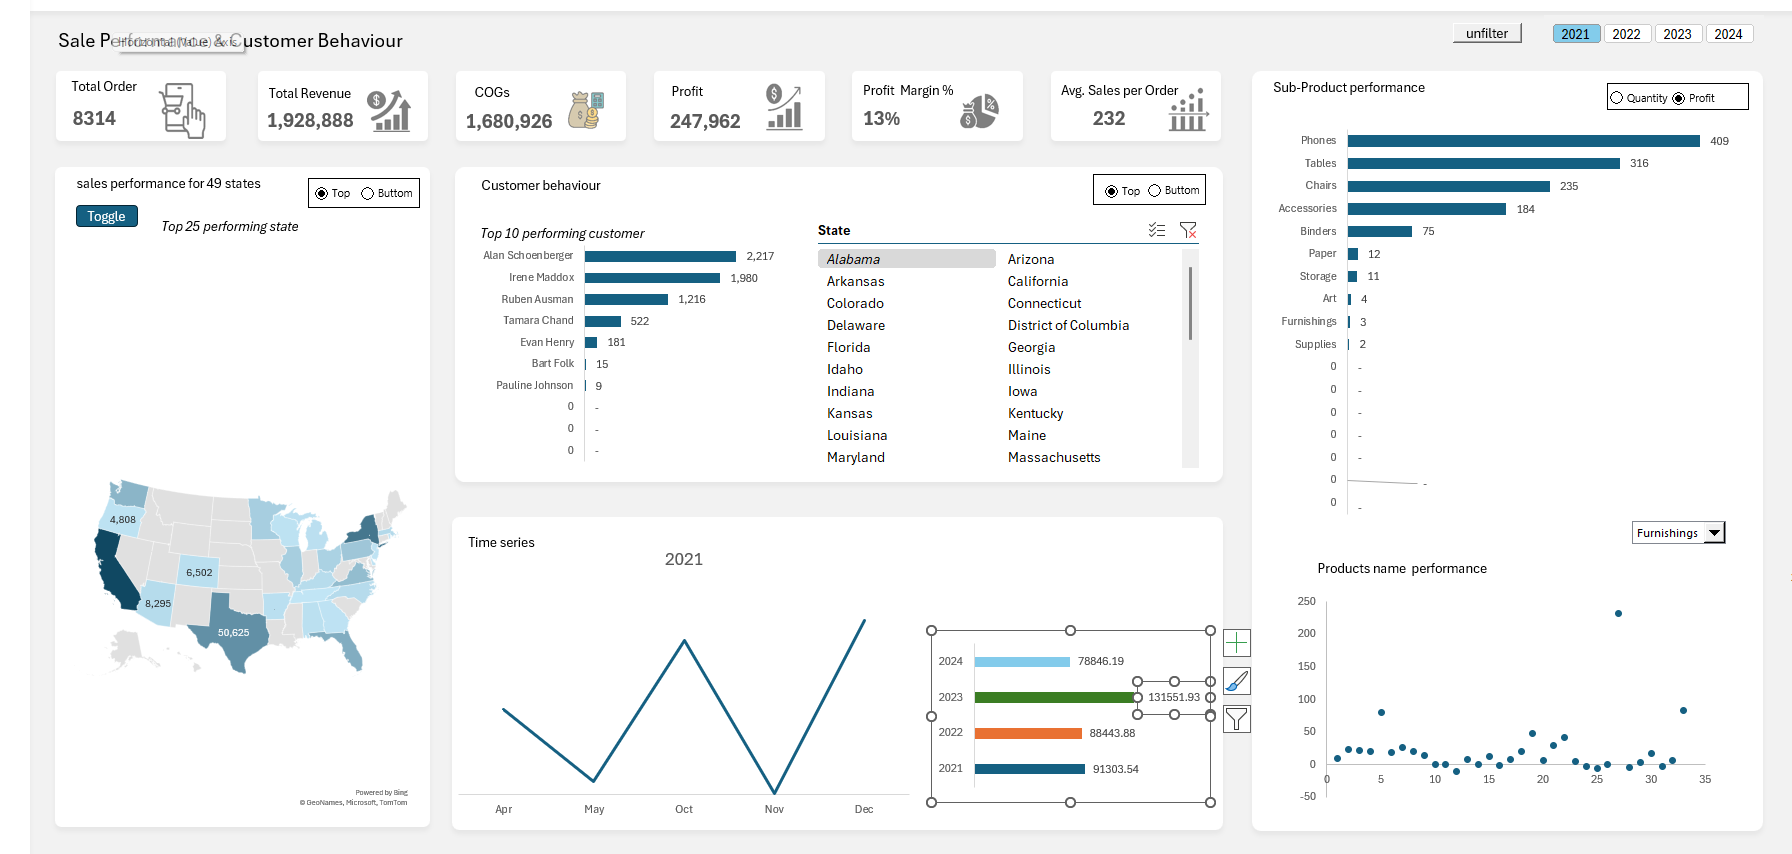 Sale Performance & Customer Behaviour
Horizontal (Value) Axis
unfilter
2021
2022
2023
2024
Total Order
8314
Total Revenue
1,928,888
COGs
1,680,926
Profit
247,962
Profit Margin %
13%
Avg. Sales per Order
232
sales performance for 49 states
Top
Buttom
Toggle
Top 25 performing state
4,808
6,502
8,295
50,625
Powered by Bing
© GeoNames, Microsoft, TomTom
Customer behaviour
Top
Buttom
Top 10 performing customer
Alan Schoenberger 2,217
Irene Maddox 1,980
Ruben Ausman 1,216
Tamara Chand 522
Evan Henry 181
Bart Folk 15
Pauline Johnson 9
0 -
0 -
0 -
State
Alabama Arizona
Arkansas California
Colorado Connecticut
Delaware District of Columbia
Florida Georgia
Idaho Illinois
Indiana Iowa
Kansas Kentucky
Louisiana Maine
Maryland Massachusetts
Time series
2021
Apr May Oct Nov Dec
2024 78846.19
2023 131551.93
2022 88443.88
2021 91303.54
Sub-Product performance
Quantity
Profit
Phones 409
Tables 316
Chairs 235
Accessories 184
Binders 75
Paper 12
Storage 11
Art 4
Furnishings 3
Supplies 2
0 -
0 -
0 -
0 -
0 -
0 -
0 -
Furnishings
Products name performance
250
200
150
100
50
0
-50
0 5 10 15 20 25 30 35